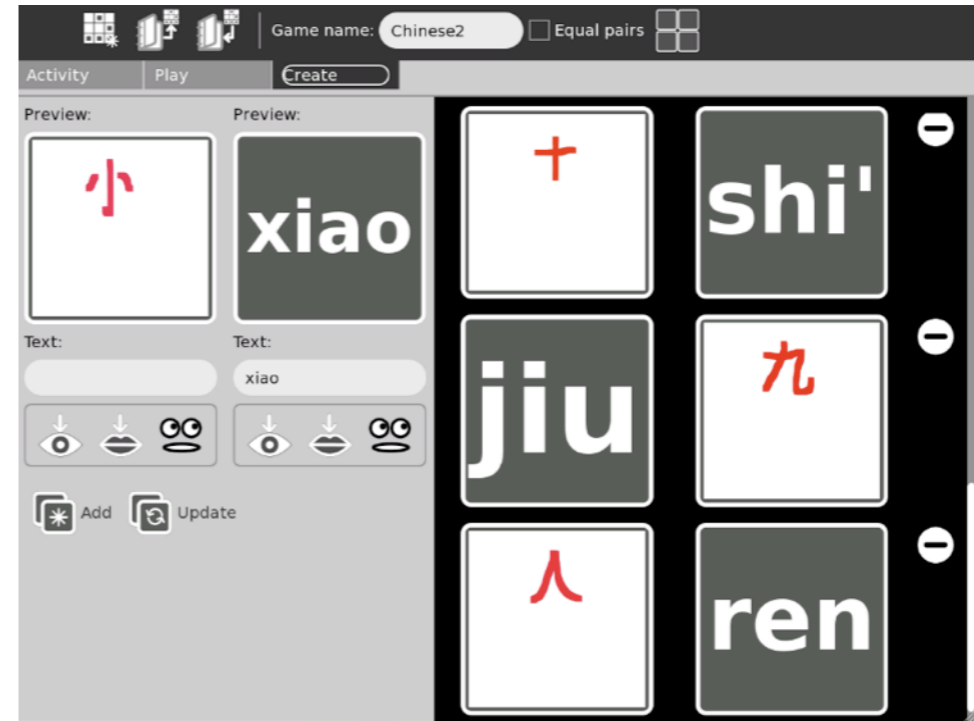 Game name: Chinese2 Equal pairs
Activity Play Create
Preview: Preview:
小 xiao
Text: Text:
xiao
Add Update
十 shi'
jiu 九
人 ren